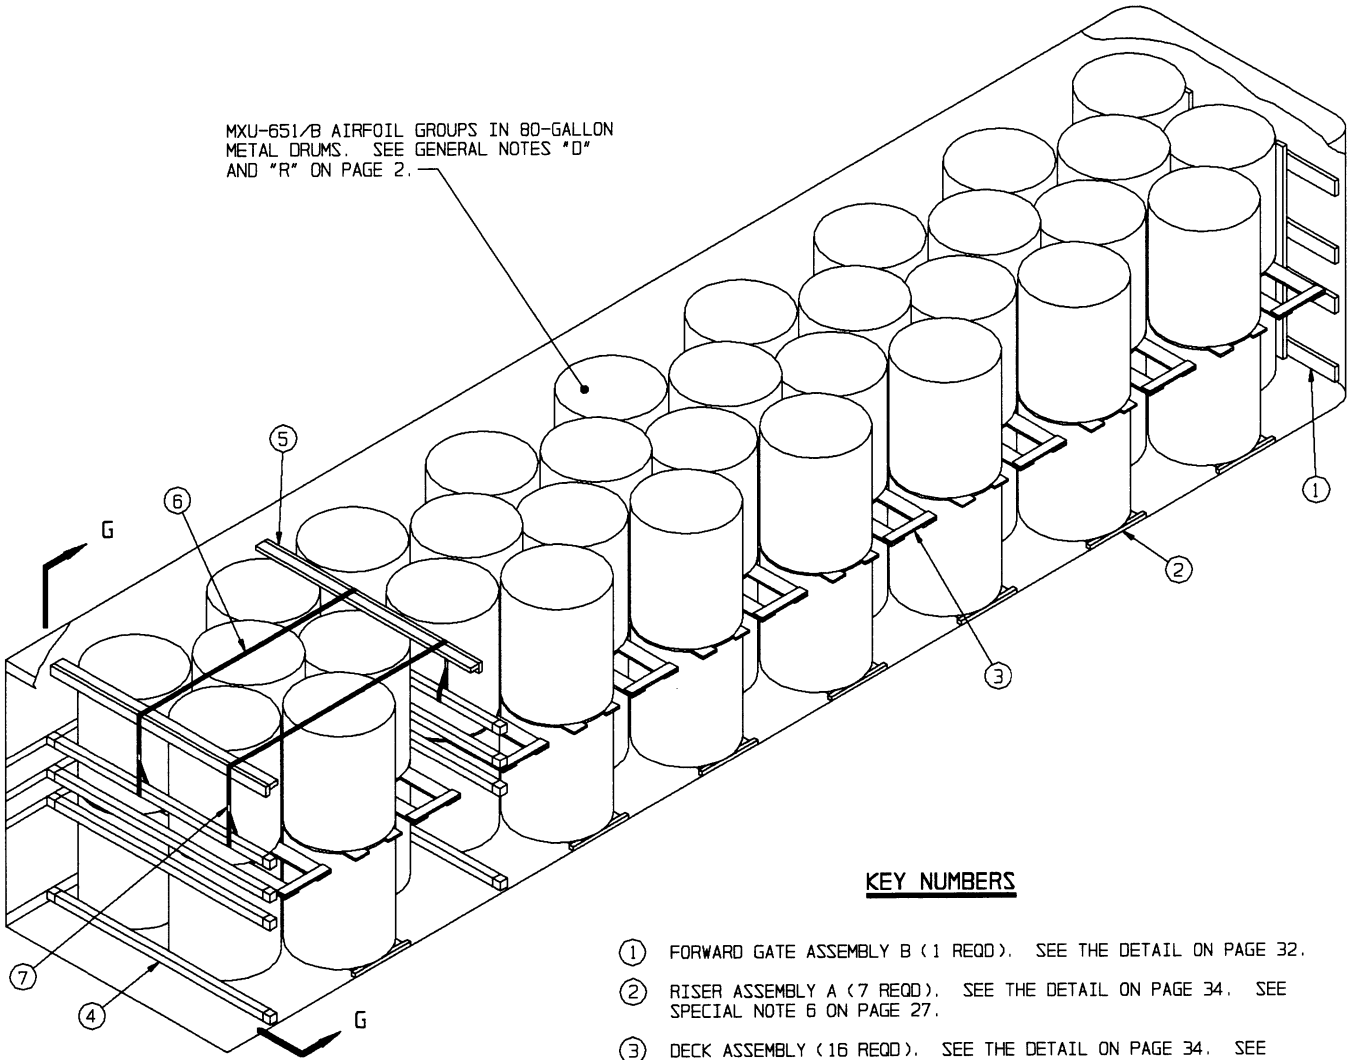 MXU-651/B AIRFOIL GROUPS IN 80-GALLON
METAL DRUMS. SEE GENERAL NOTES "D"
AND "R" ON PAGE 2.
5
6
G
1
2
3
7
4
G
KEY NUMBERS
1 FORWARD GATE ASSEMBLY B (1 REQD). SEE THE DETAIL ON PAGE 32.
2 RISER ASSEMBLY A (7 REQD). SEE THE DETAIL ON PAGE 34. SEE
SPECIAL NOTE 6 ON PAGE 27.
3 DECK ASSEMBLY (16 REQD). SEE THE DETAIL ON PAGE 34. SEE